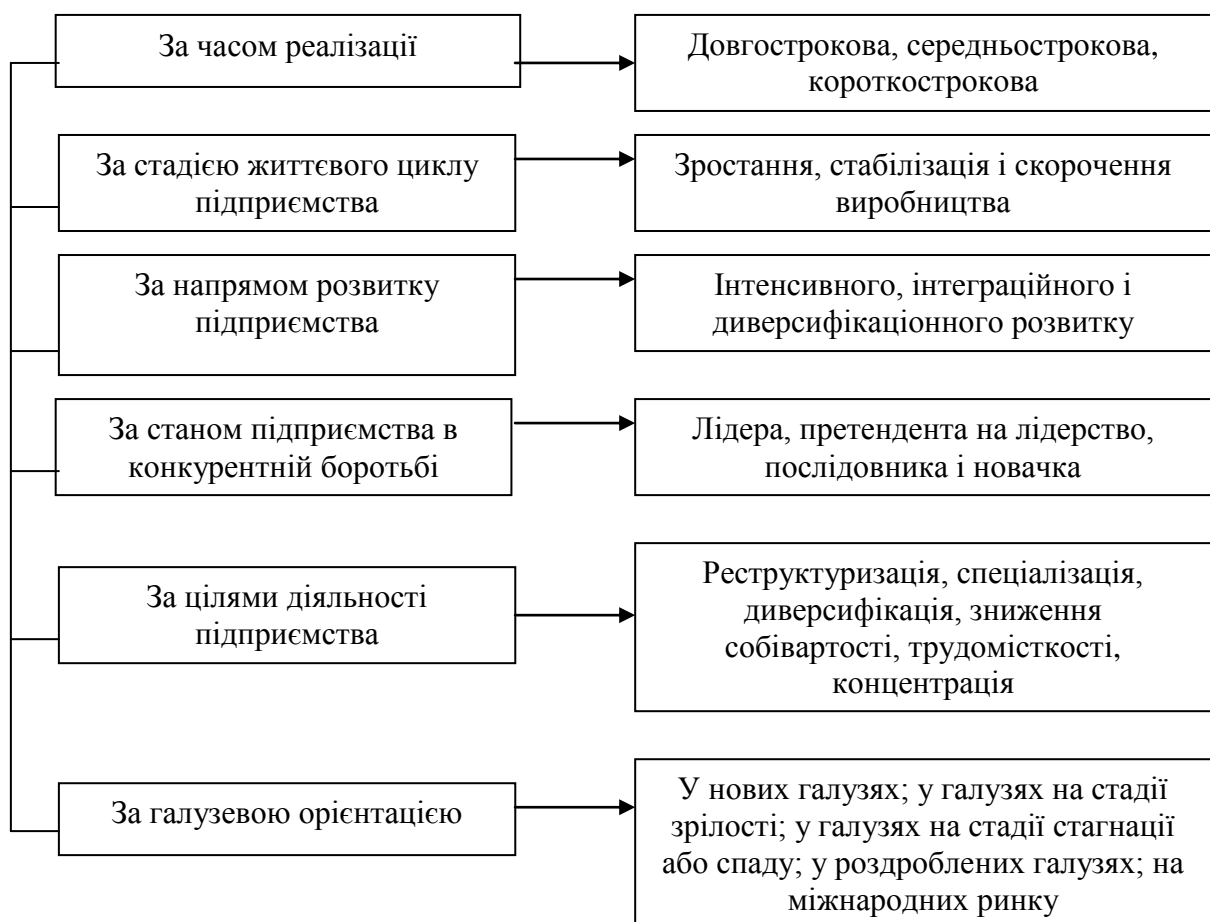 За часом реалізації
Довгострокова, середньострокова,
короткострокова
За стадією життєвого циклу
підприємства
Зростання, стабілізація і скорочення
виробництва
За напрямом розвитку
підприємства
Інтенсивного, інтеграційного і
диверсифікаціонного розвитку
За станом підприємства в
конкурентній боротьбі
Лідера, претендента на лідерство,
послідовника і новачка
За цілями діяльності
підприємства
Реструктуризація, спеціалізація,
диверсифікація, зниження
собівартості, трудомісткості,
концентрація
За галузевою орієнтацією
У нових галузях; у галузях на стадії
зрілості; у галузях на стадії стагнації
або спаду; у роздроблених галузях; на
міжнародних ринку